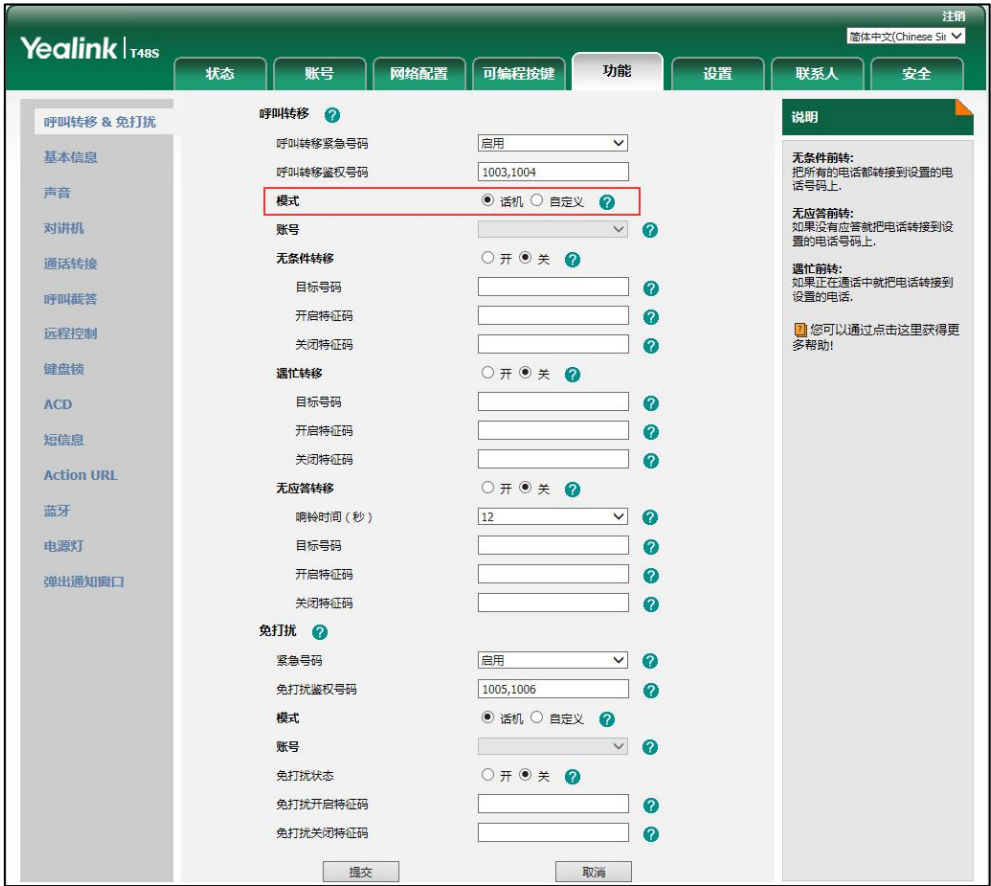 注销
Yealink | T48S
简体中文(Chinese Sir
状态 账号 网络配置 可编程按键 功能 设置 联系人 安全
呼叫转移 & 免打扰
基本信息
声音
对讲机
通话转接
呼叫截答
远程控制
键盘锁
ACD
短信息
Action URL
蓝牙
电源灯
弹出通知窗口
呼叫转移 ?
呼叫转移紧急号码 启用
呼叫转移鉴权号码 1003,1004
模式 话机 自定义 ?
账号 ?
无条件转移 开 关 ?
目标号码 ?
开启特征码 ?
关闭特征码 ?
遇忙转移 开 关 ?
目标号码 ?
开启特征码 ?
关闭特征码 ?
无应答转移 开 关 ?
响铃时间(秒) 12 ?
目标号码 ?
开启特征码 ?
关闭特征码 ?
免打扰 ?
紧急号码 启用 ?
免打扰鉴权号码 1005,1006 ?
模式 话机 自定义 ?
账号 ?
免打扰状态 开 关 ?
免打扰开启特征码 ?
免打扰关闭特征码 ?
提交 取消
说明
无条件前转:
把所有的电话都转接到设置的电
话号码上.
无应答前转:
如果没有应答就把电话转接到设
置的电话号码上.
遇忙前转:
如果正在通话中就把电话转接到
设置的电话.
? 您可以通过点击这里获得更
多帮助!